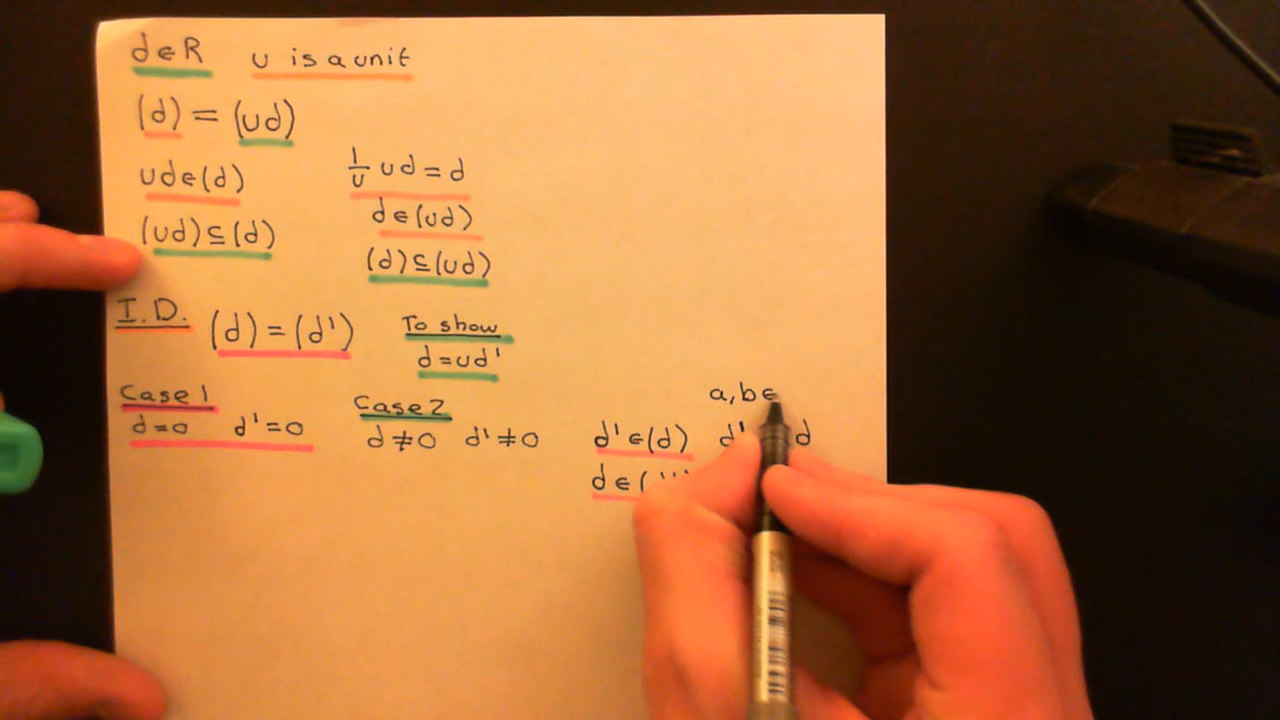 d∈R u is a unit
(d) = (ud)
ud∈(d) 1/u ud = d
d∈(ud)
(ud)⊆(d) (d)⊆(ud)
I.D. (d) = (d') To show
d = ud'
Case 1 Case 2 a, b ∈
d=0 d'=0 d≠0 d'≠0 d'∈(d) d' d
d∈(